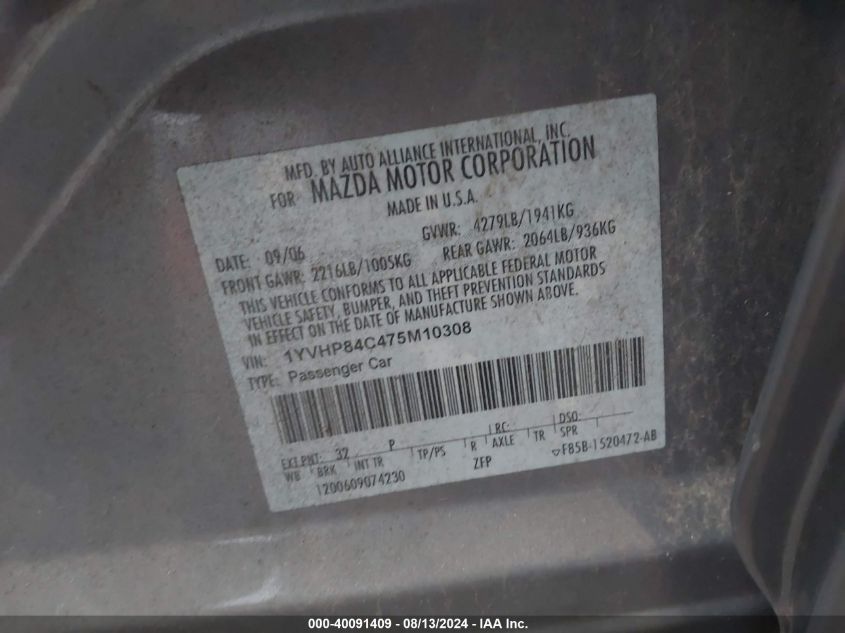 MFD. BY AUTO ALLIANCE INTERNATIONAL, INC.
FOR MAZDA MOTOR CORPORATION
MADE IN U.S.A.
DATE: 09/06 GVWR: 4279LB/1941KG
FRONT GAWR: 2216LB/1005KG REAR GAWR: 2064LB/936KG
THIS VEHICLE CONFORMS TO ALL APPLICABLE FEDERAL MOTOR
VEHICLE SAFETY, BUMPER, AND THEFT PREVENTION STANDARDS
IN EFFECT ON THE DATE OF MANUFACTURE SHOWN ABOVE.
VIN: 1YVHP84C475M10308
TYPE: Passenger Car
EXT PNT: 32 P RC: DSO:
WB BRK INT TR TP/PS R AXLE TR SPR
1200609074230 ZFP F85B-1520472-AB
000-40091409 - 08/13/2024 - IAA Inc.